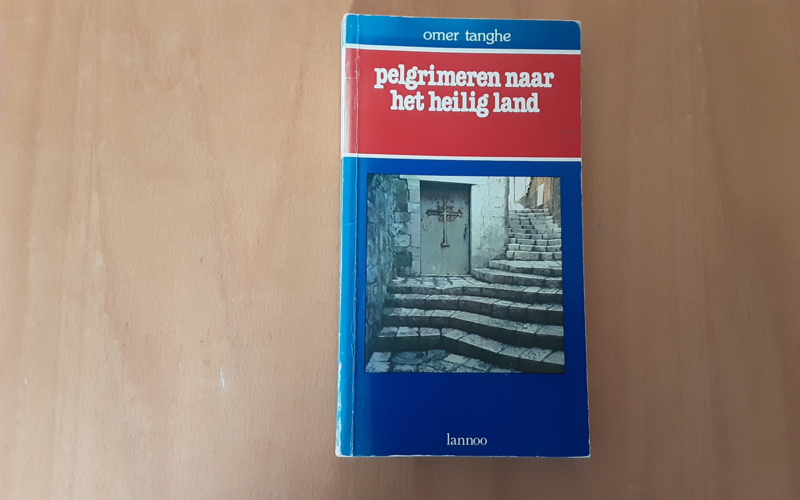 omer tanghe
pelgrimeren naar
het heilig land
lannoo